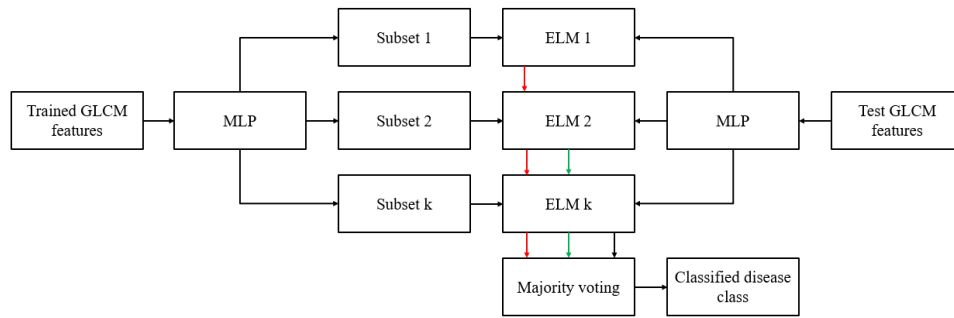 Subset 1
ELM 1
Trained GLCM
features
MLP
Subset 2
ELM 2
MLP
Test GLCM
features
Subset k
ELM k
Majority voting
Classified disease
class